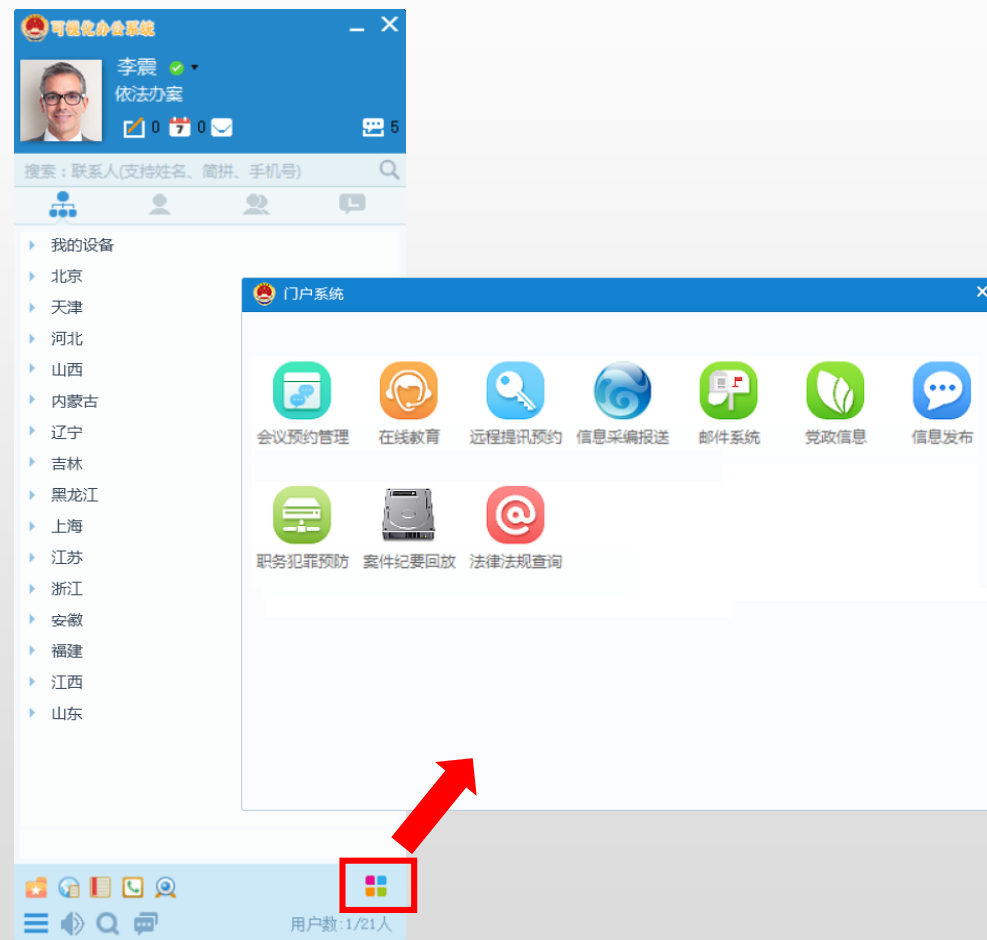 可视化办公系统
李震
依法办案
0 7 0 5
搜索：联系人(支持姓名、简拼、手机号)
我的设备
北京
天津
河北
山西
内蒙古
辽宁
吉林
黑龙江
上海
江苏
浙江
安徽
福建
江西
山东
门户系统
会议预约管理 在线教育 远程提讯预约 信息采编报送 邮件系统 党政信息 信息发布
职务犯罪预防 案件纪要回放 法律法规查询
用户数:1/21人